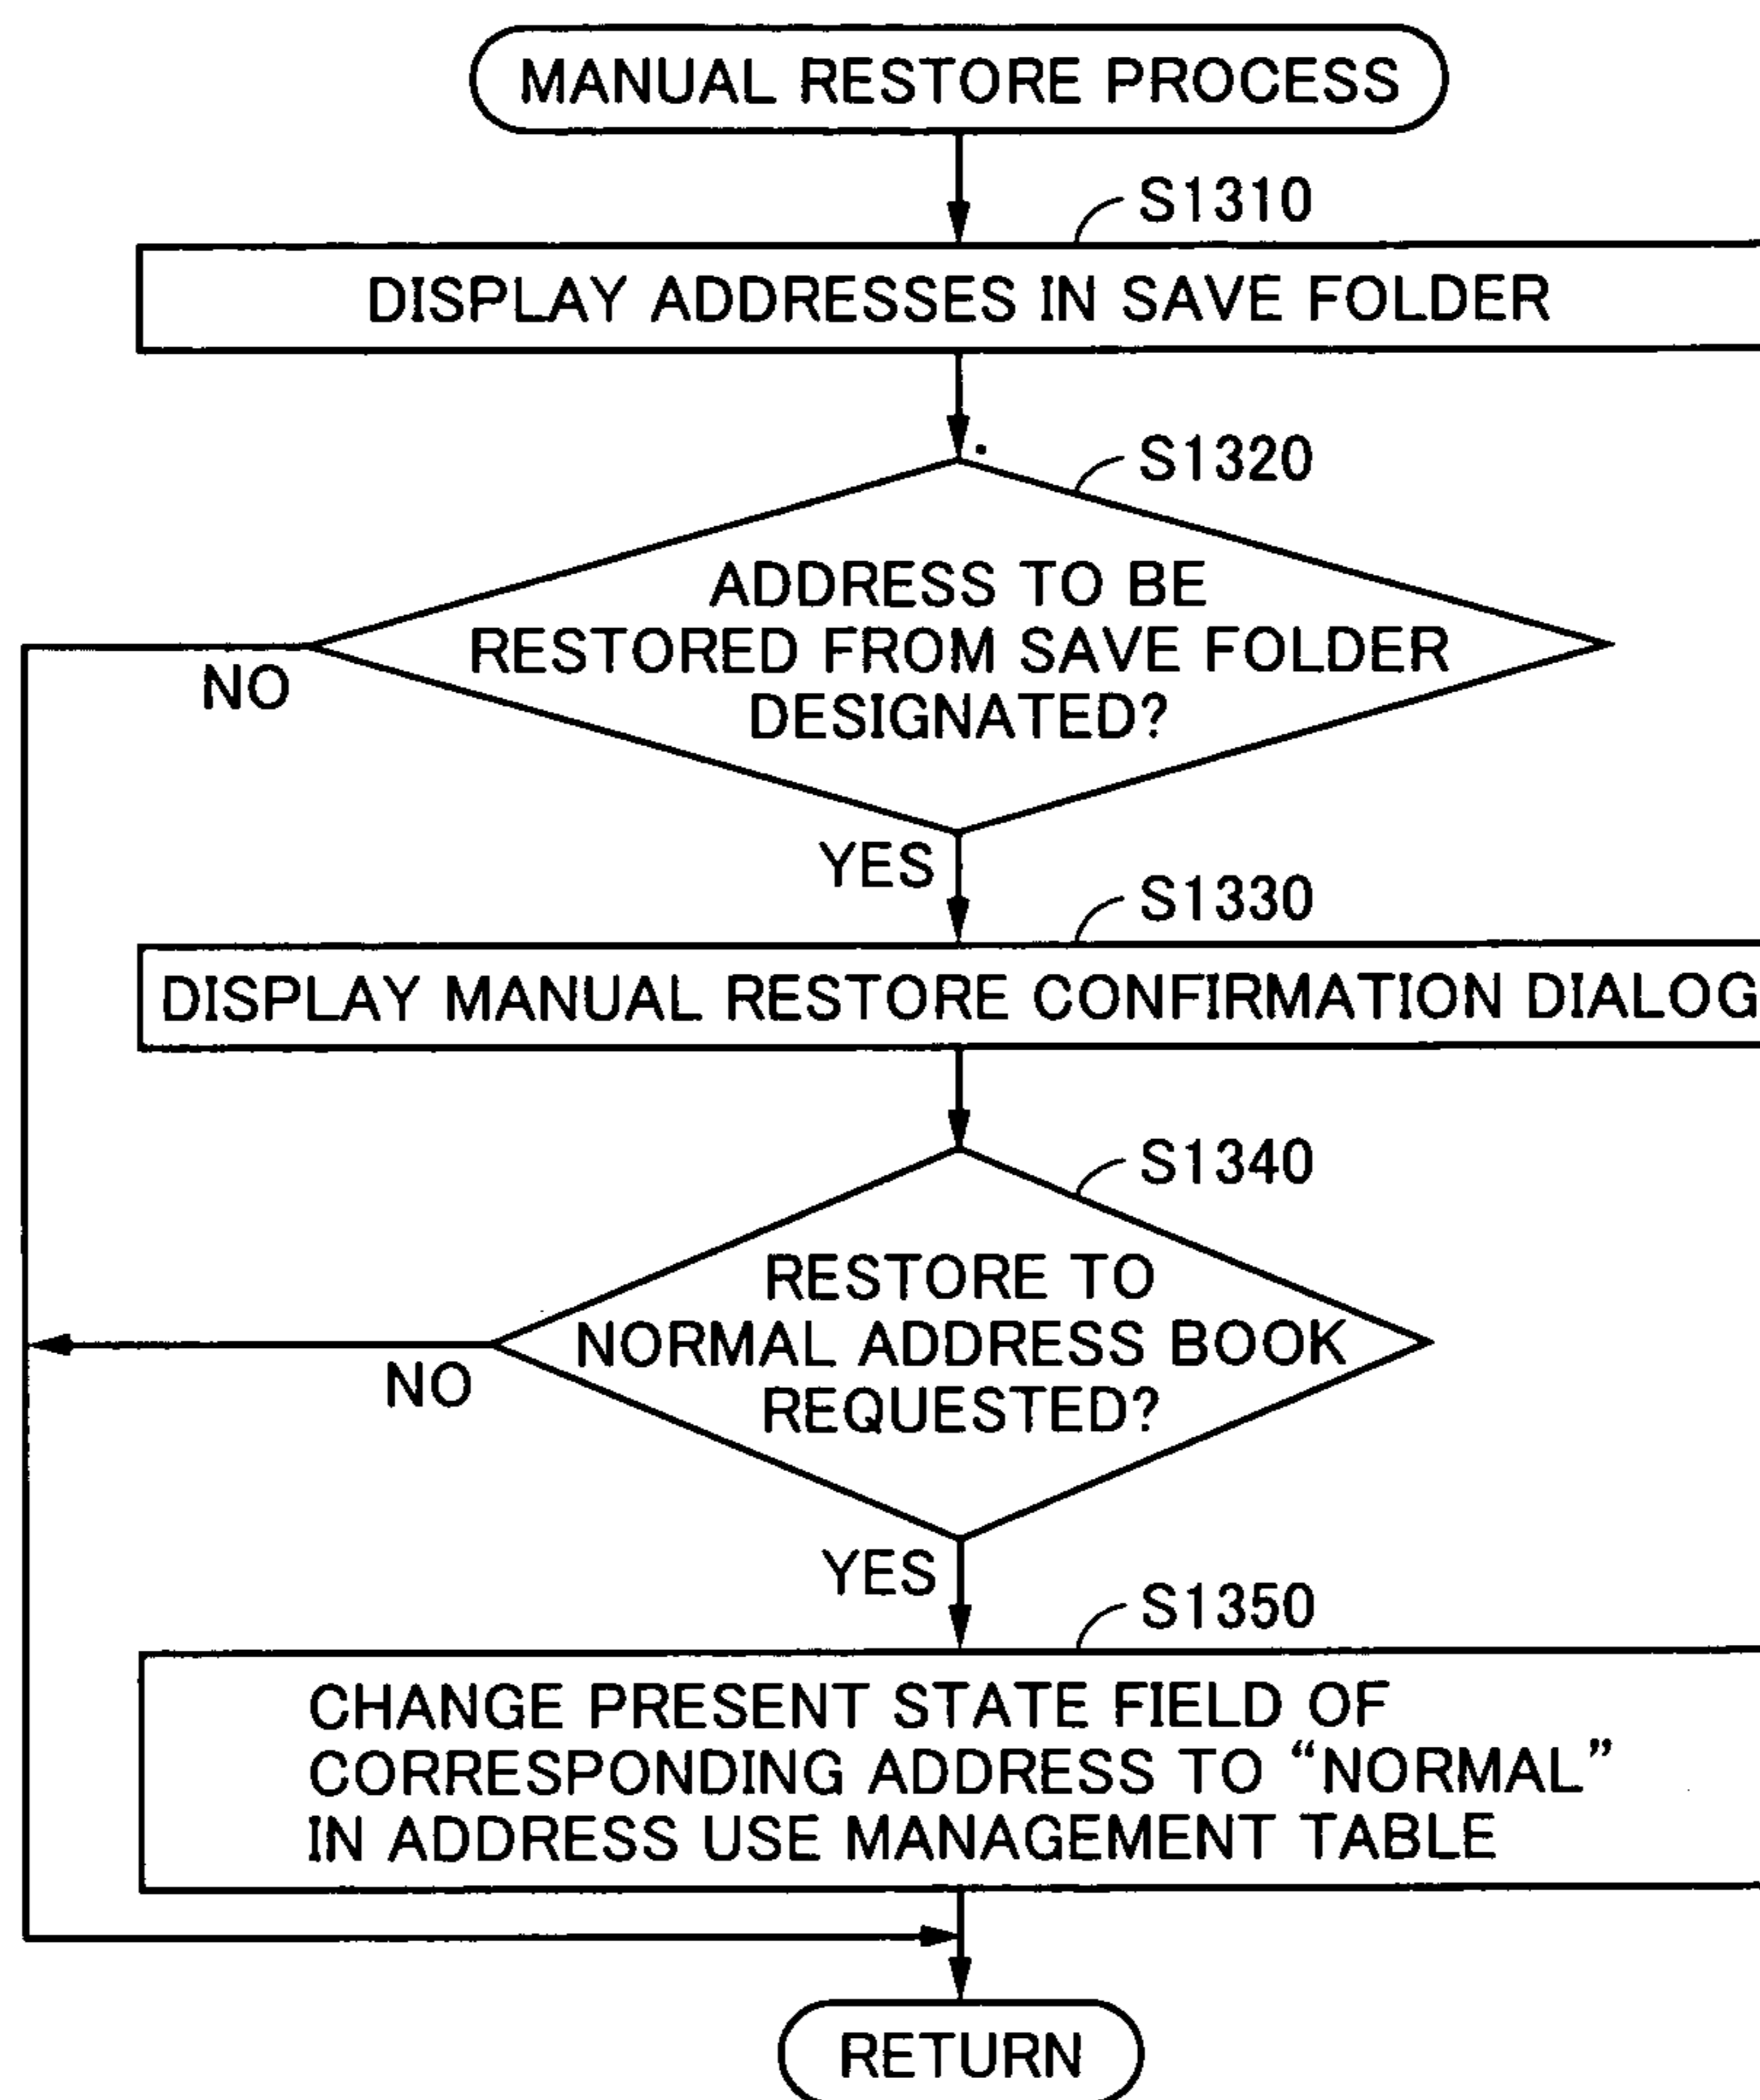 MANUAL RESTORE PROCESS
S1310
DISPLAY ADDRESSES IN SAVE FOLDER
S1320
ADDRESS TO BE
RESTORED FROM SAVE FOLDER
DESIGNATED?
NO
YES
S1330
DISPLAY MANUAL RESTORE CONFIRMATION DIALOG
S1340
RESTORE TO
NORMAL ADDRESS BOOK
REQUESTED?
NO
YES
S1350
CHANGE PRESENT STATE FIELD OF
CORRESPONDING ADDRESS TO “NORMAL”
IN ADDRESS USE MANAGEMENT TABLE
RETURN